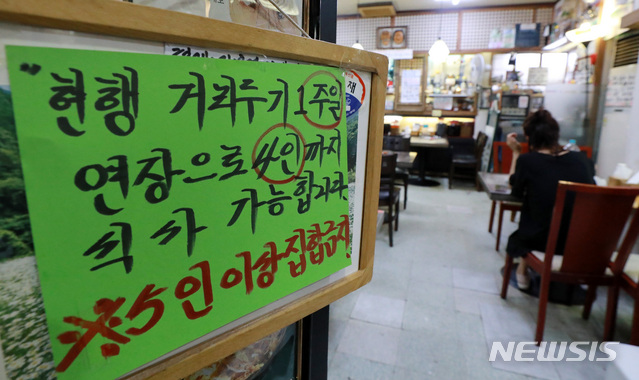 "현행 거리두기 1주일
연장으로 4인까지
식사 가능합니다
※5인이상 집합금지
NEWSIS